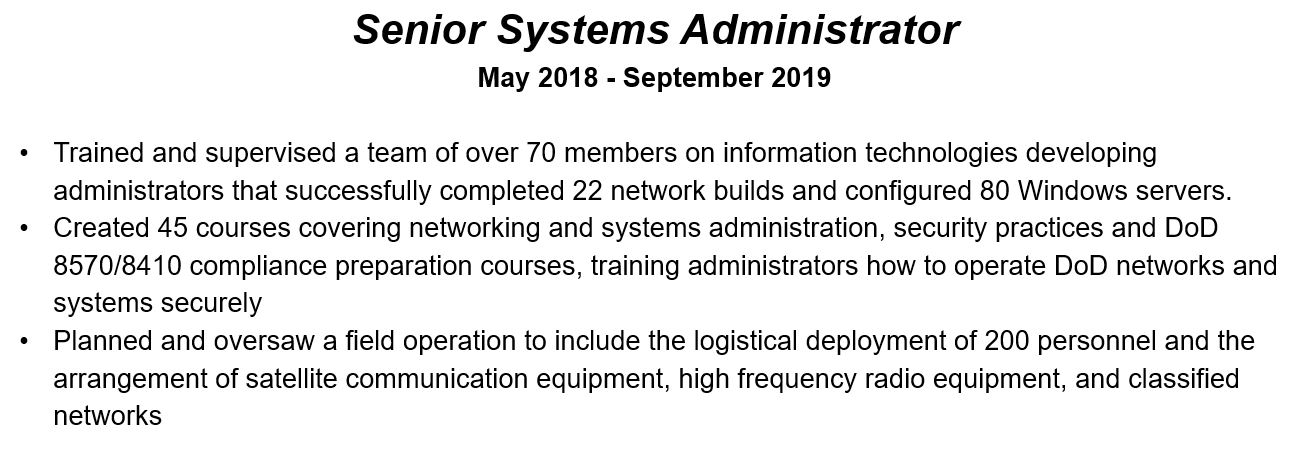 Senior Systems Administrator
May 2018 - September 2019
• Trained and supervised a team of over 70 members on information technologies developing
administrators that successfully completed 22 network builds and configured 80 Windows servers.
• Created 45 courses covering networking and systems administration, security practices and DoD
8570/8410 compliance preparation courses, training administrators how to operate DoD networks and
systems securely
• Planned and oversaw a field operation to include the logistical deployment of 200 personnel and the
arrangement of satellite communication equipment, high frequency radio equipment, and classified
networks